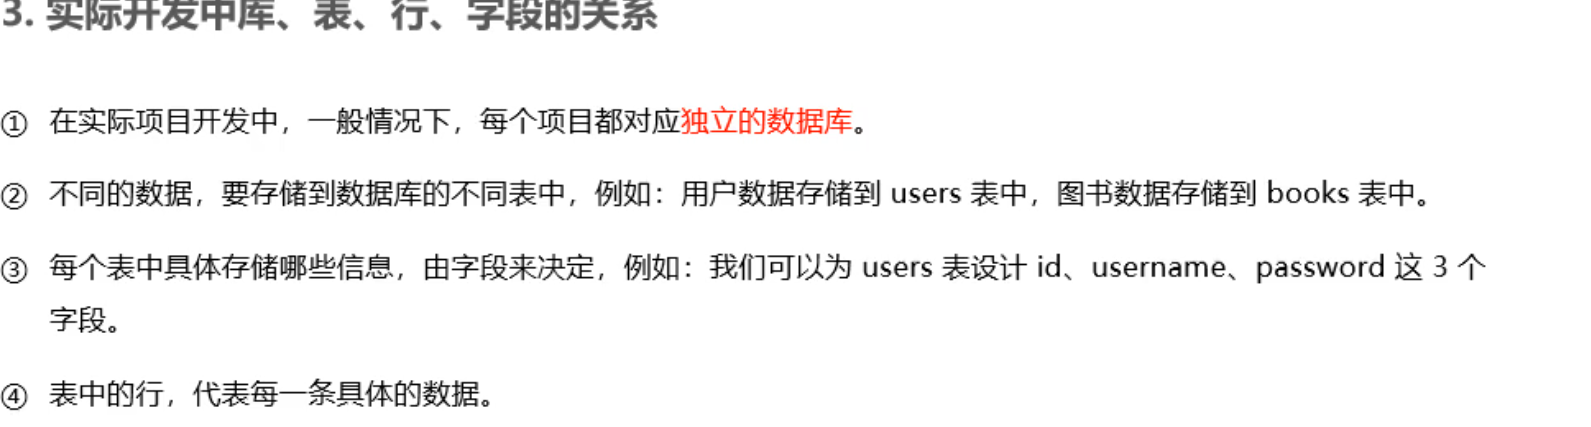 3. 实际开发中库、表、行、字段的关系
① 在实际项目开发中，一般情况下，每个项目都对应独立的数据库。
② 不同的数据，要存储到数据库的不同表中，例如：用户数据存储到 users 表中，图书数据存储到 books 表中。
③ 每个表中具体存储哪些信息，由字段来决定，例如：我们可以为 users 表设计 id、username、password 这 3 个
字段。
④ 表中的行，代表每一条具体的数据。